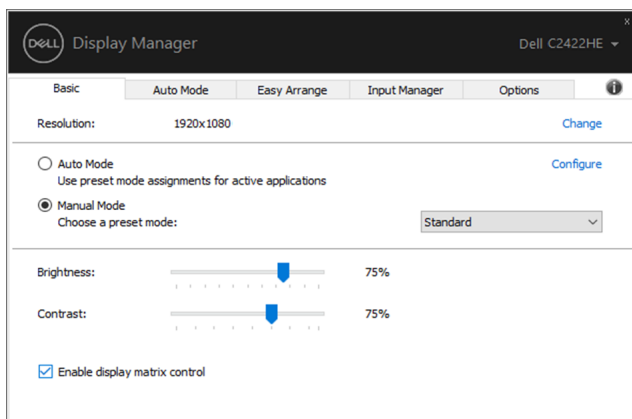 x
DELL Display Manager Dell C2422HE
Basic Auto Mode Easy Arrange Input Manager Options i
Resolution: 1920x1080 Change
Auto Mode Configure
Use preset mode assignments for active applications
Manual Mode
Choose a preset mode: Standard
Brightness: 75%
Contrast: 75%
Enable display matrix control